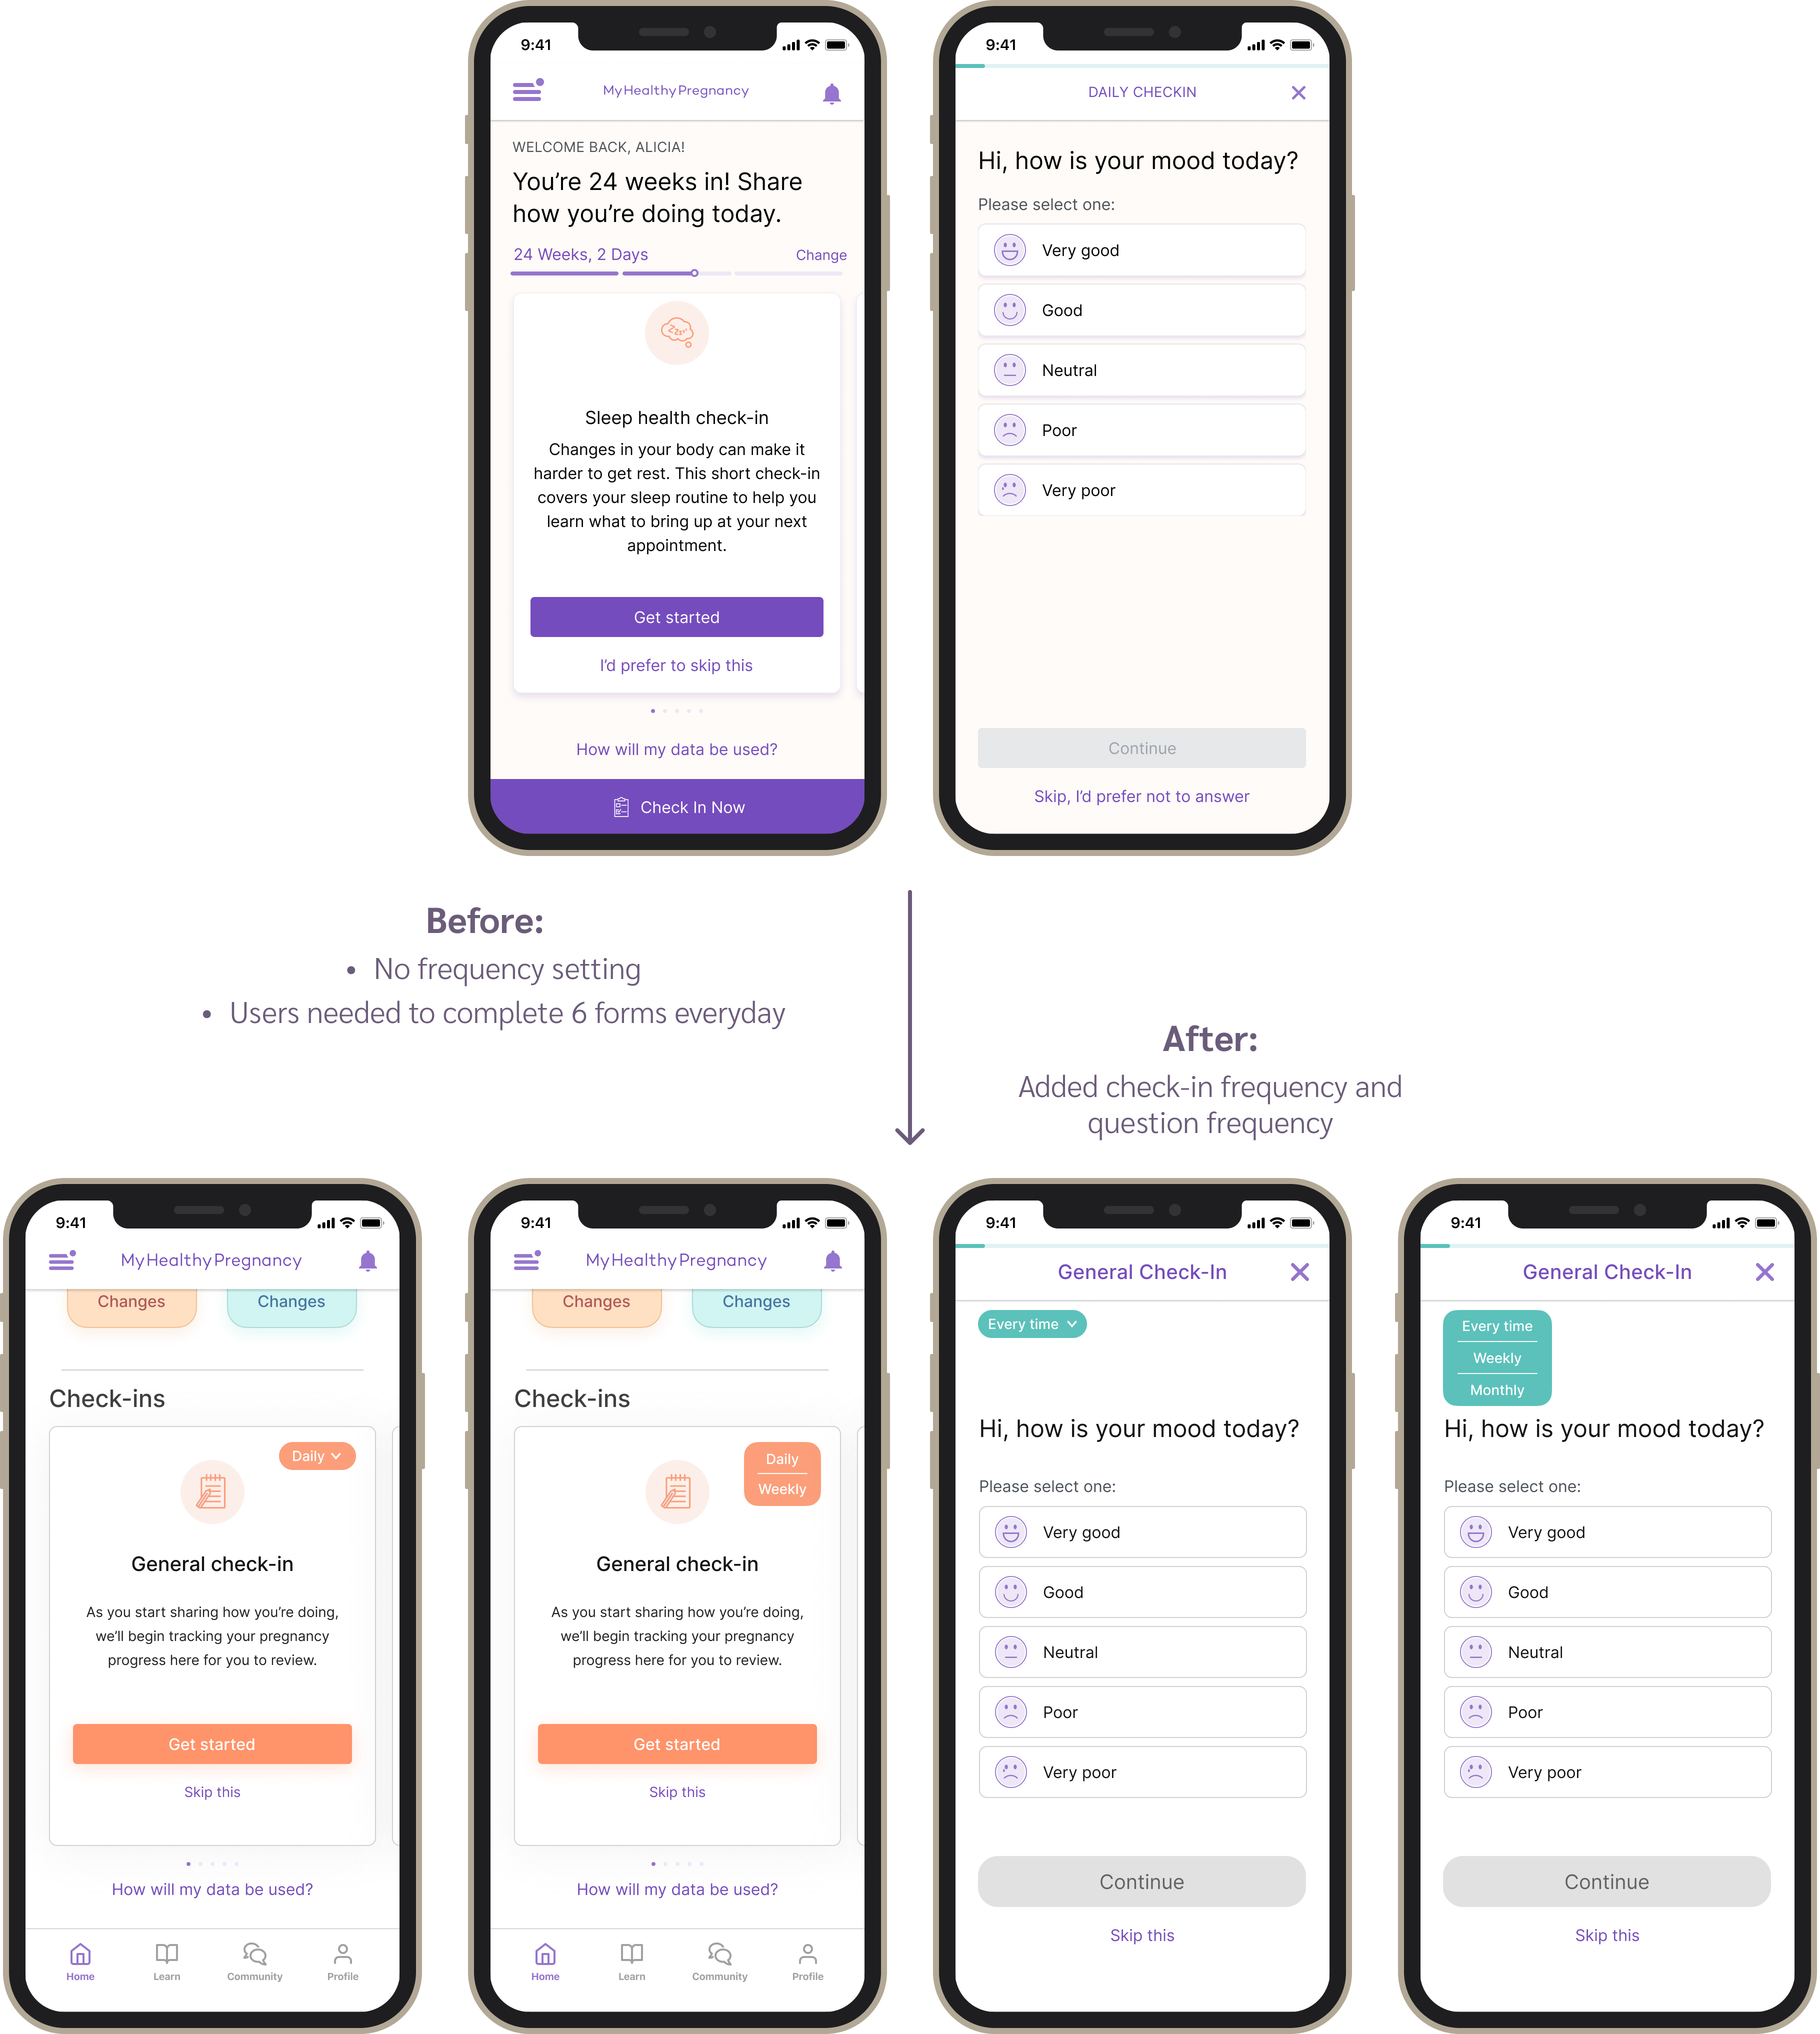 9:41
MyHealthyPregnancy
WELCOME BACK, ALICIA!
You’re 24 weeks in! Share
how you’re doing today.
24 Weeks, 2 Days
Change
Zzzzz
Sleep health check-in
Changes in your body can make it
harder to get rest. This short check-in
covers your sleep routine to help you
learn what to bring up at your next
appointment.
Get started
I’d prefer to skip this
How will my data be used?
Check In Now
9:41
DAILY CHECKIN
Hi, how is your mood today?
Please select one:
Very good
Good
Neutral
Poor
Very poor
Continue
Skip, I’d prefer not to answer
Before:
• No frequency setting
• Users needed to complete 6 forms everyday
After:
Added check-in frequency and
question frequency
9:41
MyHealthyPregnancy
Changes
Changes
Check-ins
Daily
General check-in
As you start sharing how you’re doing,
we’ll begin tracking your pregnancy
progress here for you to review.
Get started
Skip this
How will my data be used?
Home
Learn
Community
Profile
9:41
MyHealthyPregnancy
Changes
Changes
Check-ins
Daily
Weekly
General check-in
As you start sharing how you’re doing,
we’ll begin tracking your pregnancy
progress here for you to review.
Get started
Skip this
How will my data be used?
Home
Learn
Community
Profile
9:41
General Check-In
Every time
Hi, how is your mood today?
Please select one:
Very good
Good
Neutral
Poor
Very poor
Continue
Skip this
9:41
General Check-In
Every time
Weekly
Monthly
Hi, how is your mood today?
Please select one:
Very good
Good
Neutral
Poor
Very poor
Continue
Skip this